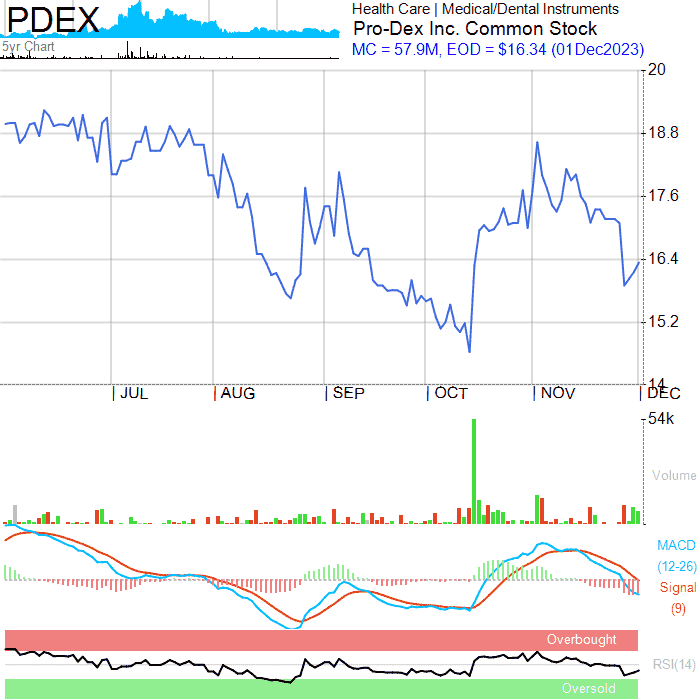 PDEX
5yr Chart
Health Care | Medical/Dental Instruments
Pro-Dex Inc. Common Stock
MC = 57.9M, EOD = $16.34 (01Dec2023)
20
18.8
17.6
16.4
15.2
14
JUL
AUG
SEP
OCT
NOV
DEC
54k
Volume
MACD
(12-26)
Signal
(9)
Overbought
RSI(14)
Oversold